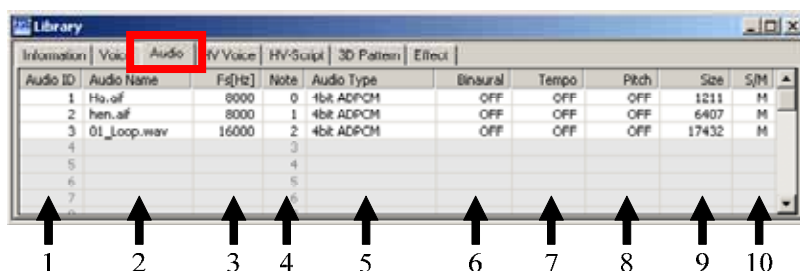 Library
Information Voice Audio HV Voice HV-Script 3D Pattern Effect
Audio ID Audio Name Fs[Hz] Note Audio Type Binaural Tempo Pitch Size S/M
1 Ha.aif 8000 0 4bit ADPCM OFF OFF OFF 1211 M
2 hen.aif 8000 1 4bit ADPCM OFF OFF OFF 6407 M
3 01_Loop.wav 16000 2 4bit ADPCM OFF OFF OFF 17432 M
4 3
5 4
6 5
7 6
1 2 3 4 5 6 7 8 9 10